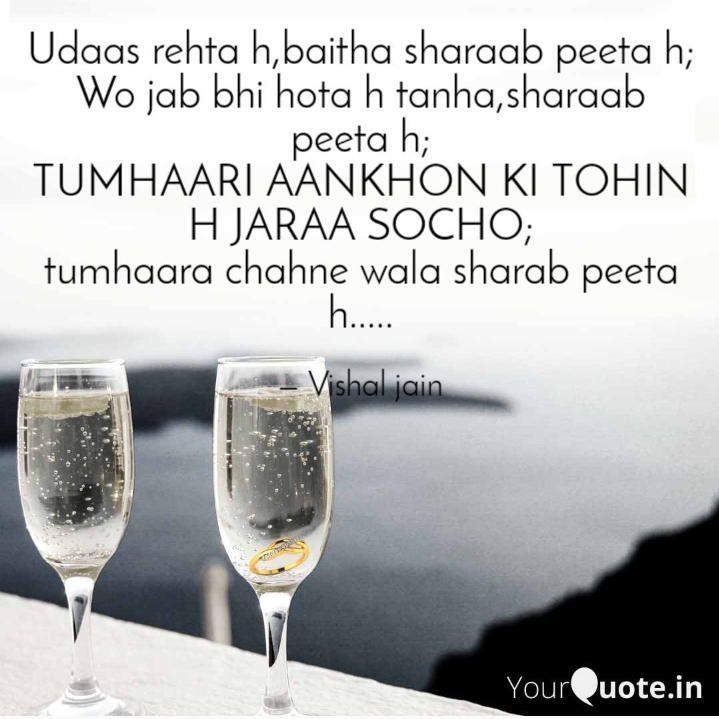 Udaas rehta h,baitha sharaab peeta h;
Wo jab bhi hota h tanha,sharaab
peeta h;
TUMHAARI AANKHON KI TOHIN
H JARAA SOCHO;
tumhaara chahne wala sharab peeta
h.....
– Vishal jain
YourQuote.in